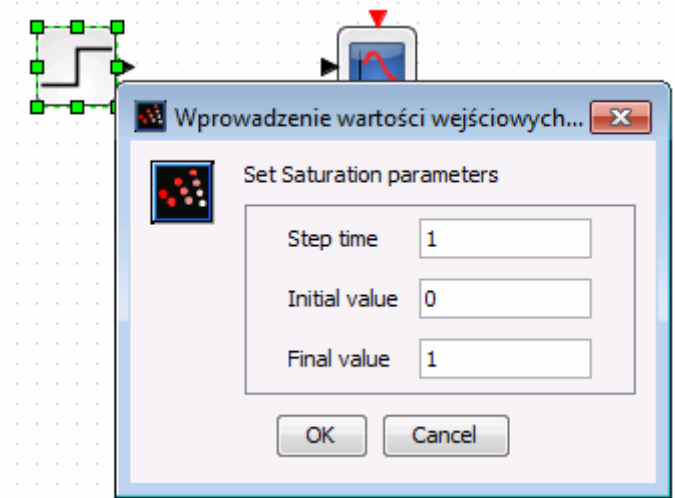 Wprowadzenie wartości wejściowych...
Set Saturation parameters
Step time 1
Initial value 0
Final value 1
OK Cancel